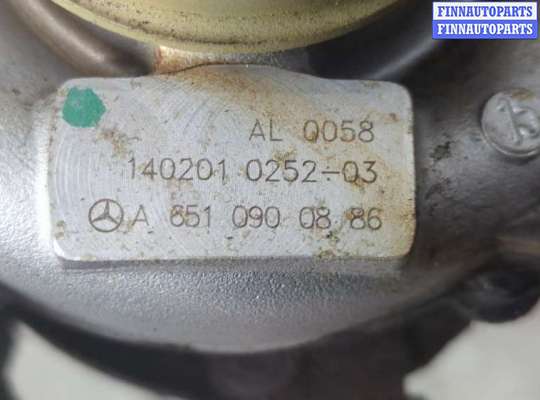 FINNAUTOPARTS
FINNAUTOPARTS
AL 0058
140201 0252-03
A 651 090 08 86